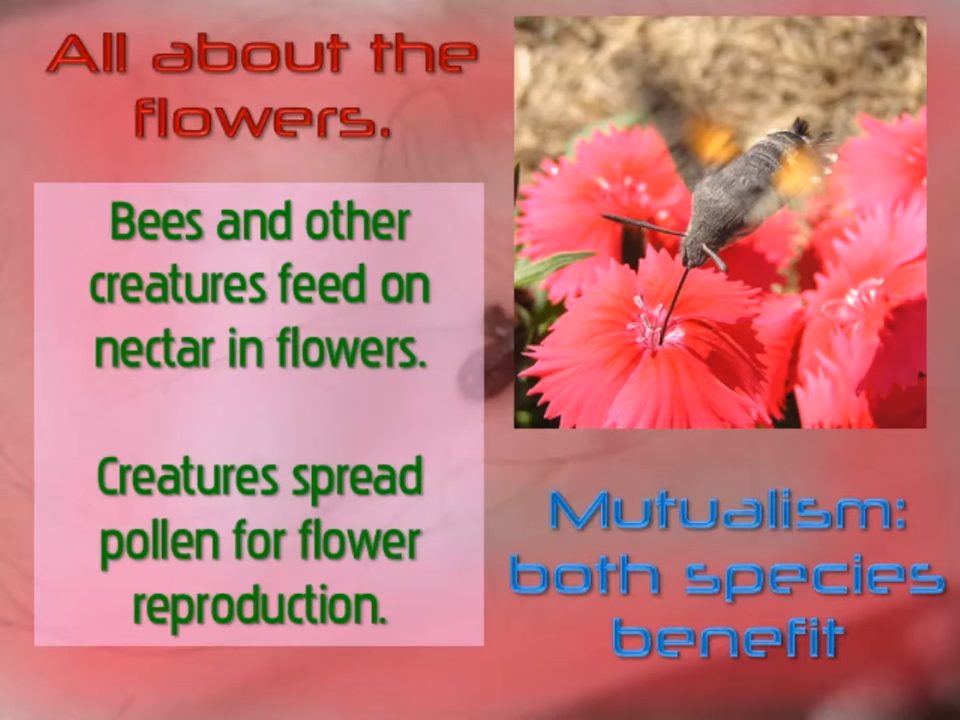 All about the
flowers.
Bees and other
creatures feed on
nectar in flowers.
Creatures spread
pollen for flower
reproduction.
Mutualism:
both species
benefit